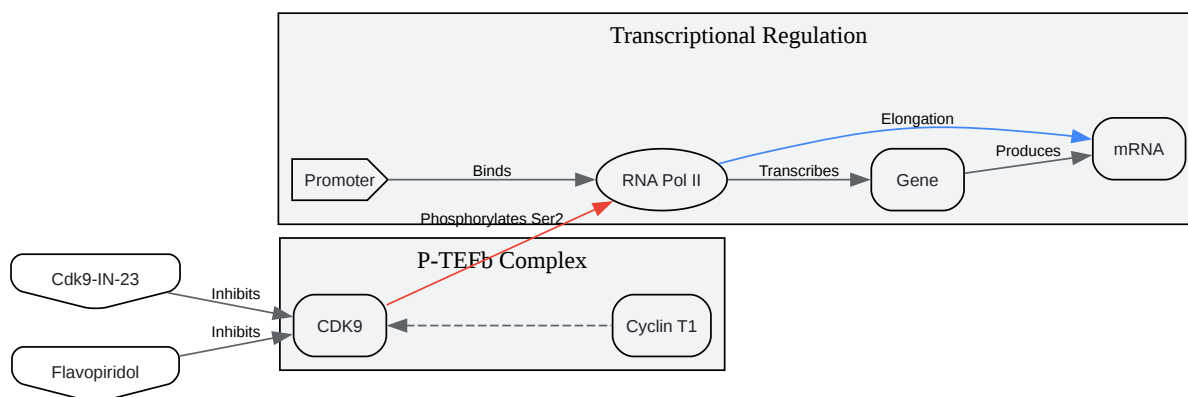 Transcriptional Regulation
Elongation
mRNA
Produces
Promoter
Binds
RNA Pol II
Transcribes
Gene
Phosphorylates Ser2
P-TEFb Complex
Cdk9-IN-23
Inhibits
CDK9
Cyclin T1
Inhibits
Flavopiridol